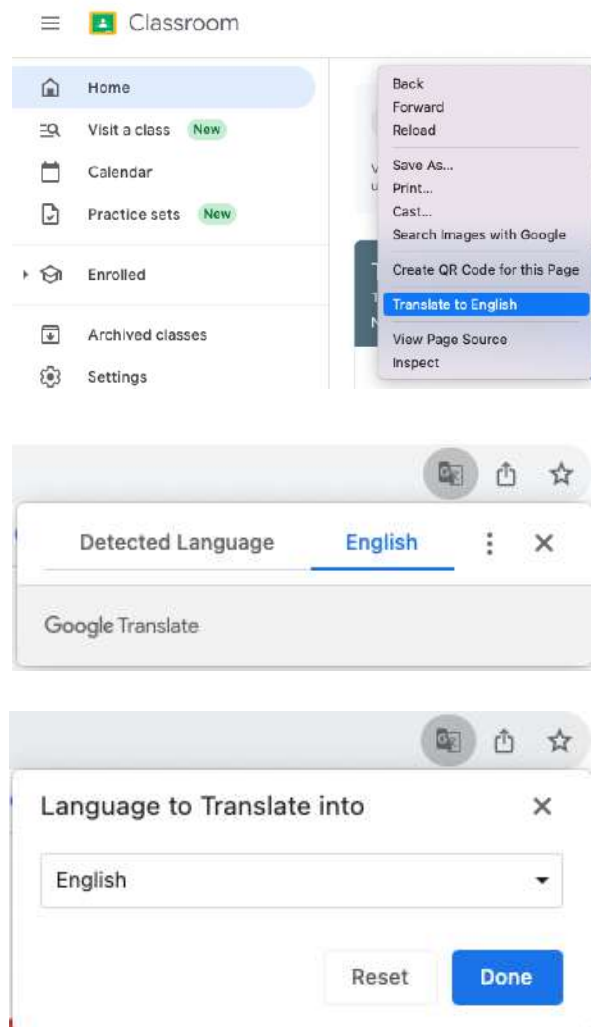 Classroom
Home
Visit a class New
Calendar
Practice sets New
Enrolled
Archived classes
Settings
Back
Forward
Reload
Save As...
Print...
Cast...
Search Images with Google
Create QR Code for this Page
Translate to English
View Page Source
Inspect
Detected Language English
Google Translate
Language to Translate into
English
Reset Done